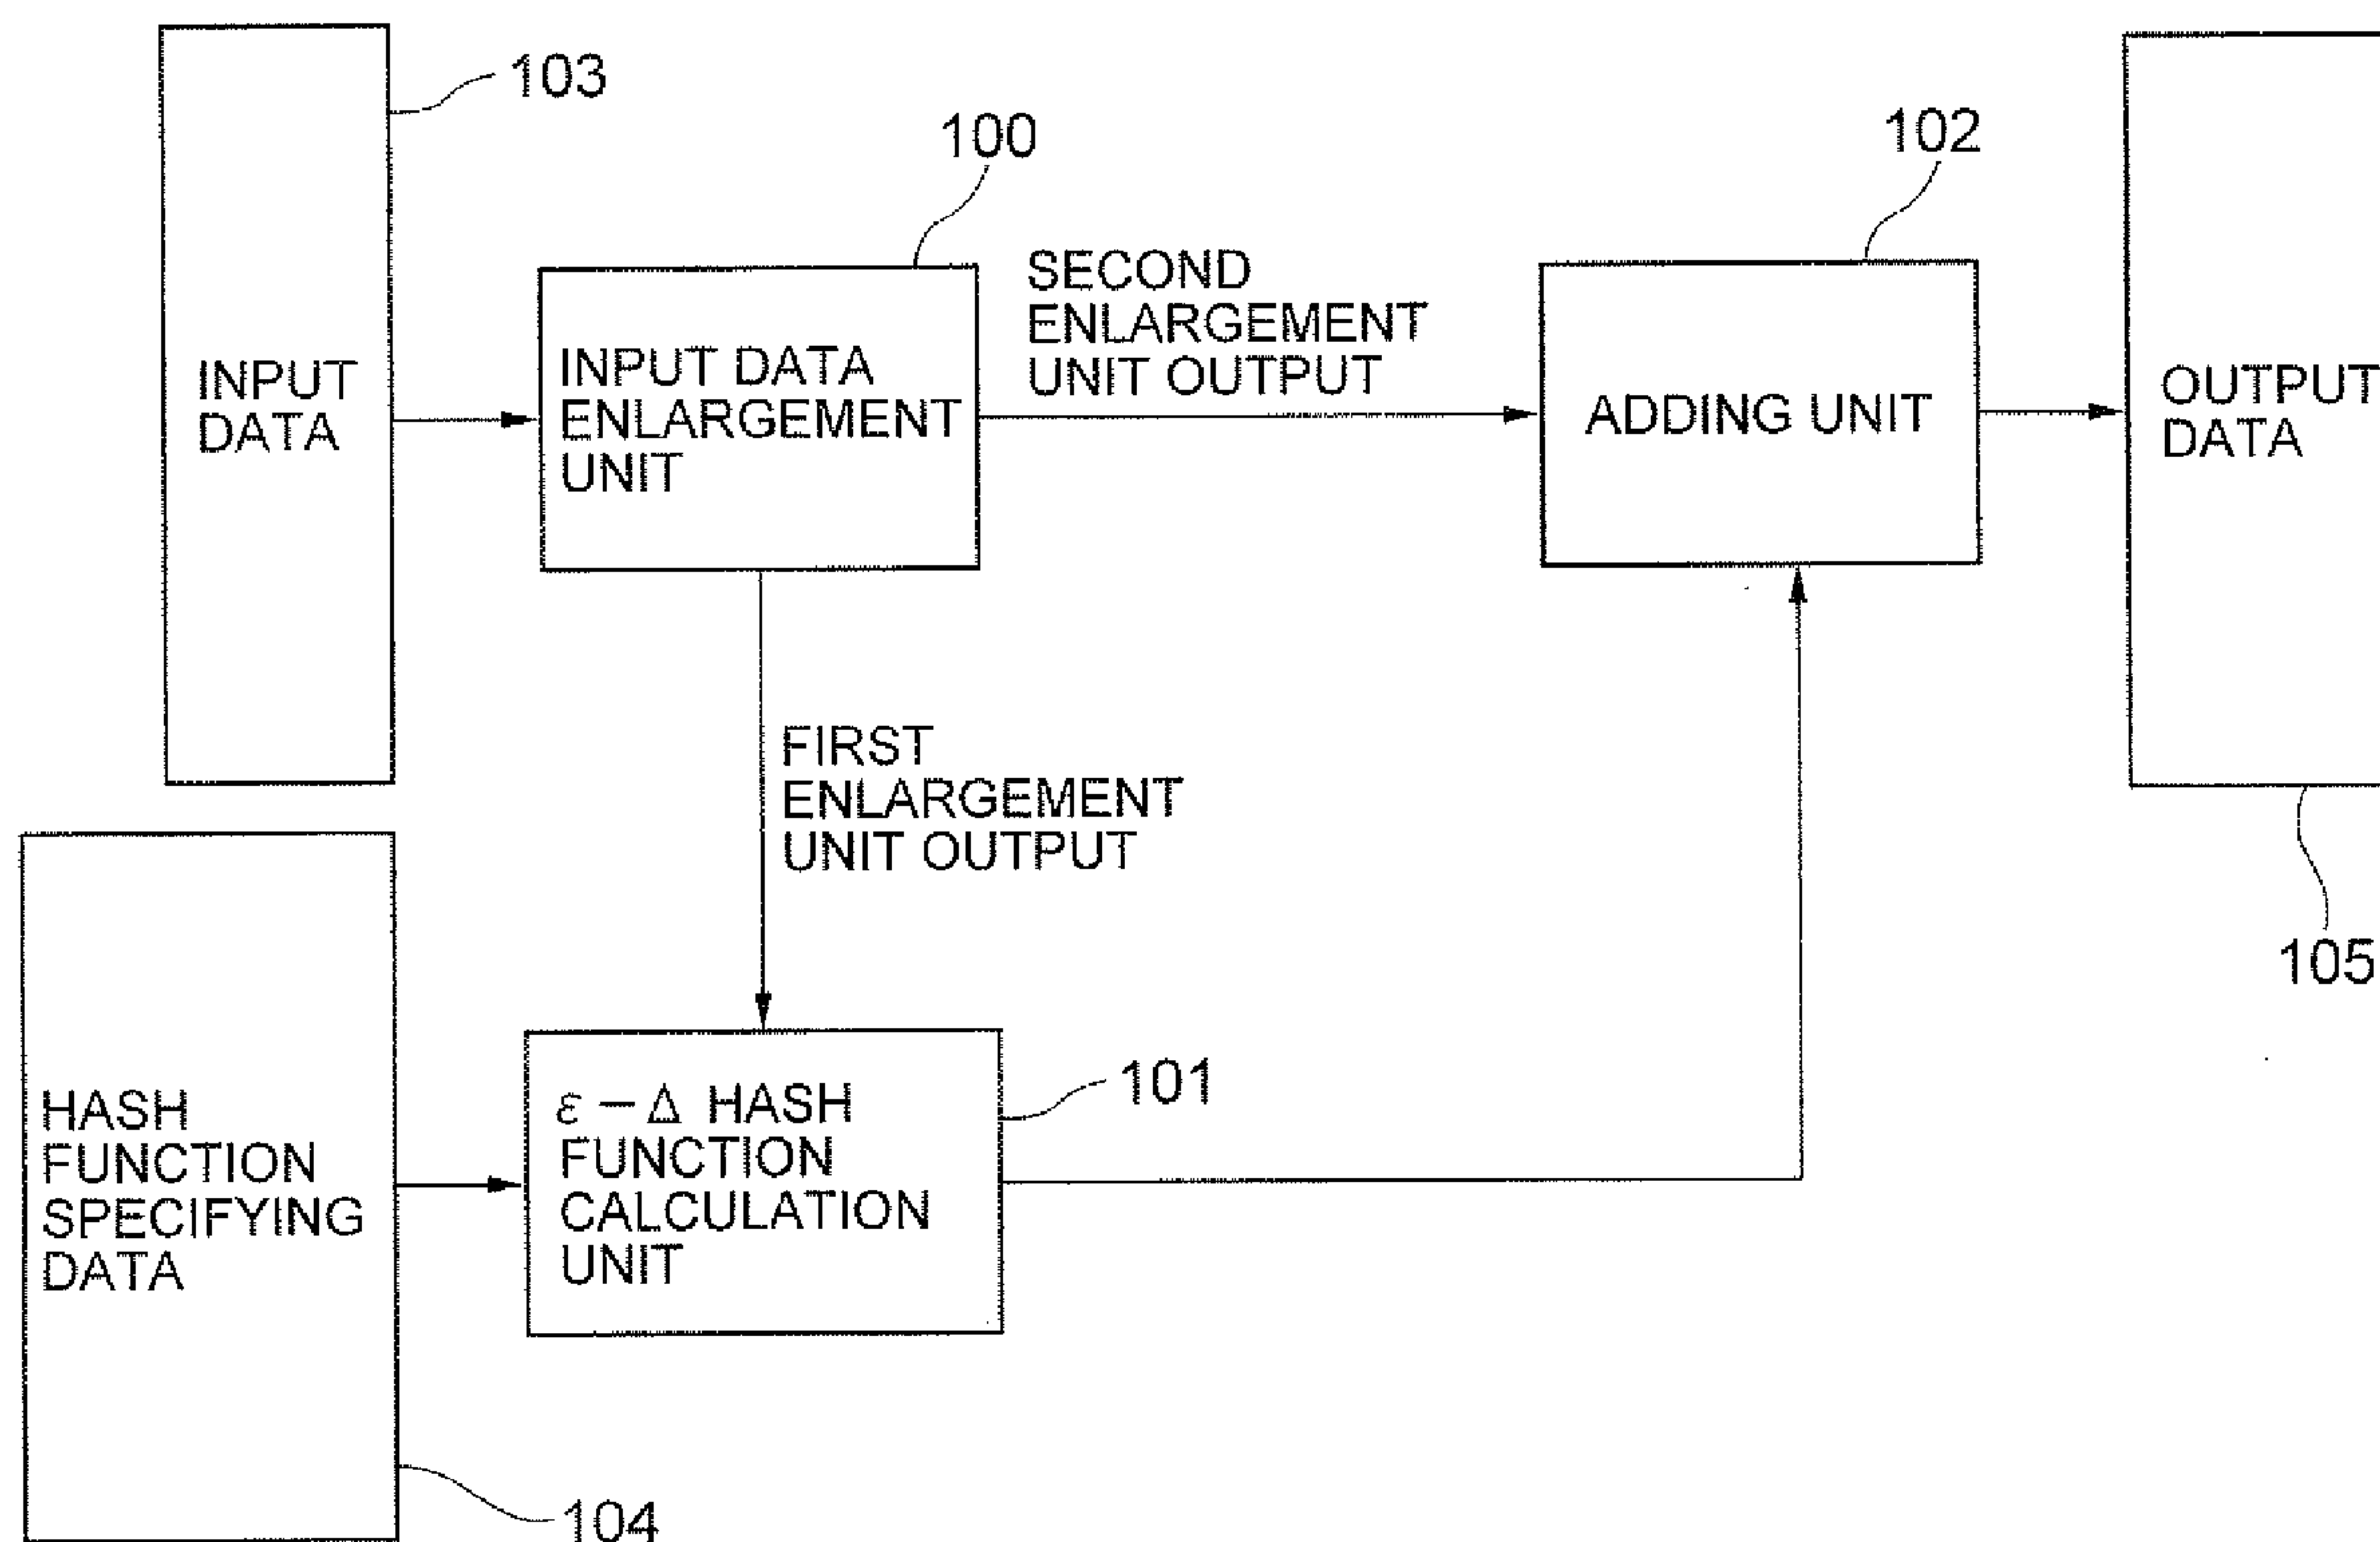 103
100
102
INPUT
DATA
INPUT DATA
ENLARGEMENT
UNIT
SECOND
ENLARGEMENT
UNIT OUTPUT
ADDING UNIT
OUTPUT
DATA
FIRST
ENLARGEMENT
UNIT OUTPUT
105
HASH
FUNCTION
SPECIFYING
DATA
ε－Δ HASH
FUNCTION
CALCULATION
UNIT
101
104